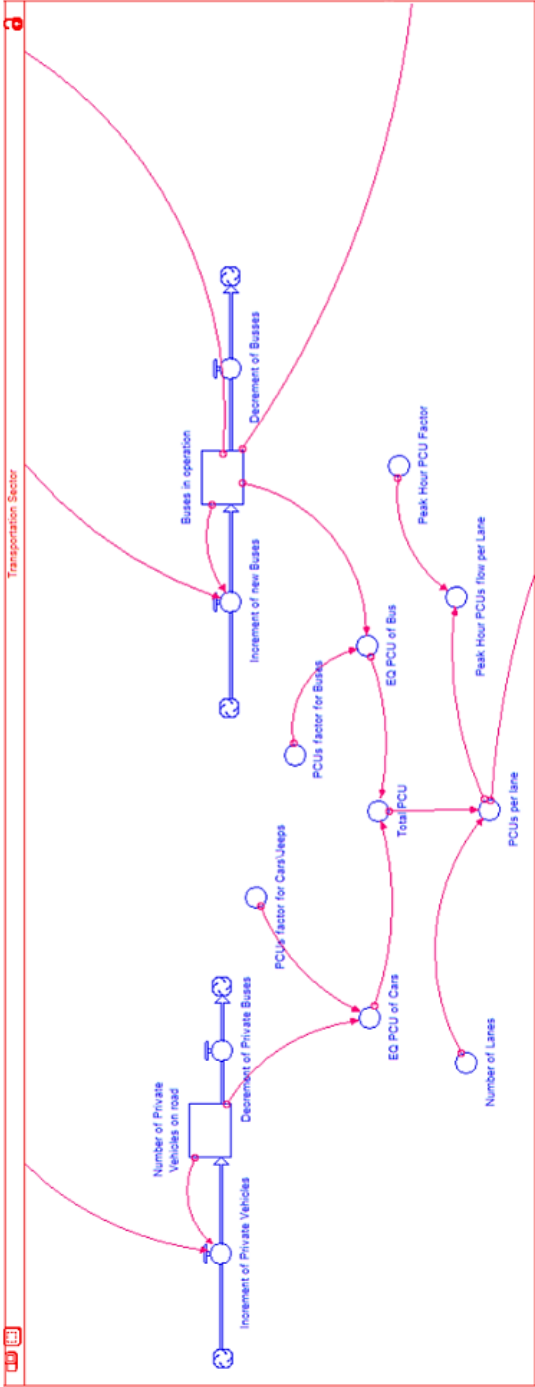 Transportation Sector
a
Number of Private
Vehicles on road
Increment of Private Vehicles
Decrement of Private Buses
Buses in operation
Increment of new Buses
Decrement of Busses
PCUs factor for Cars\Jeeps
PCUs factor for Buses
EQ PCU of Cars
Total PCU
EQ PCU of Bus
Peak Hour PCU Factor
Number of Lanes
PCUs per lane
Peak Hour PCUs flow per Lane